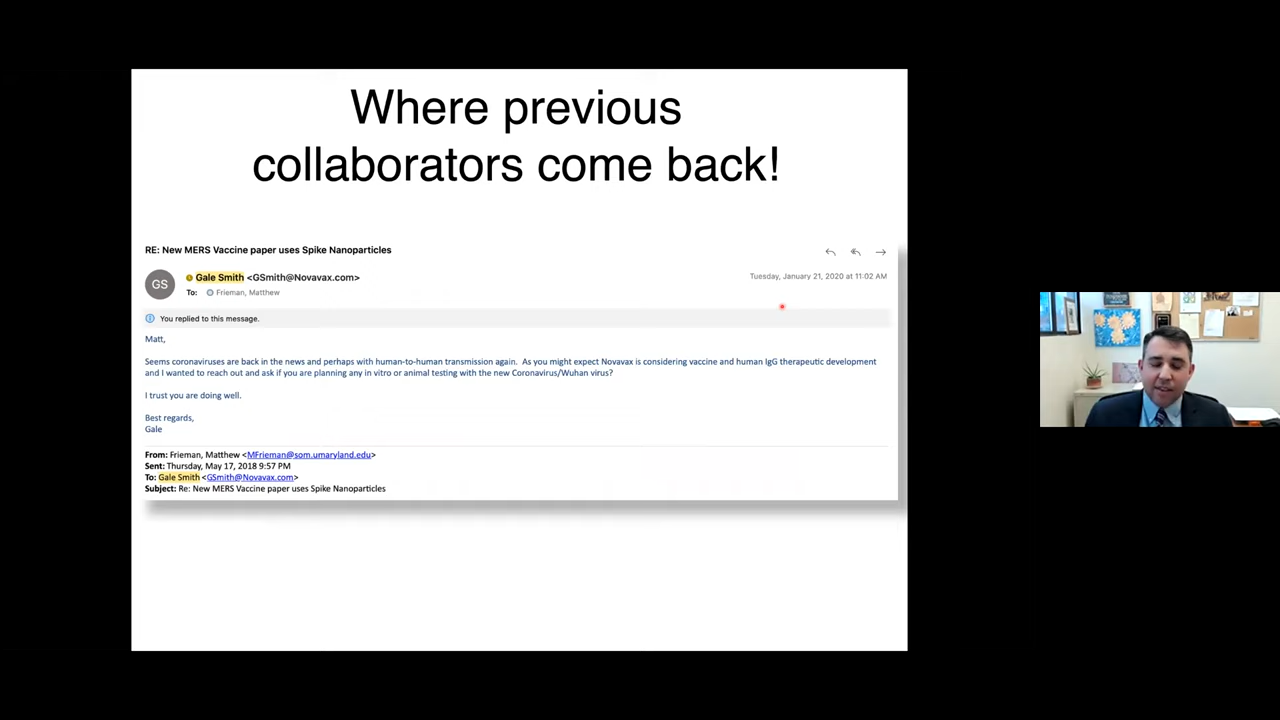 Where previous
collaborators come back!
RE: New MERS Vaccine paper uses Spike Nanoparticles
GS
Gale Smith <GSmith@Novavax.com>
Tuesday, January 21, 2020 at 11:02 AM
To: Frieman, Matthew
You replied to this message.
Matt,
Seems coronaviruses are back in the news and perhaps with human-to-human transmission again. As you might expect Novavax is considering vaccine and human IgG therapeutic development
and I wanted to reach out and ask if you are planning any in vitro or animal testing with the new Coronavirus/Wuhan virus?
I trust you are doing well.
Best regards,
Gale
From: Frieman, Matthew <MFrieman@som.umaryland.edu>
Sent: Thursday, May 17, 2018 9:57 PM
To: Gale Smith <GSmith@Novavax.com>
Subject: Re: New MERS Vaccine paper uses Spike Nanoparticles